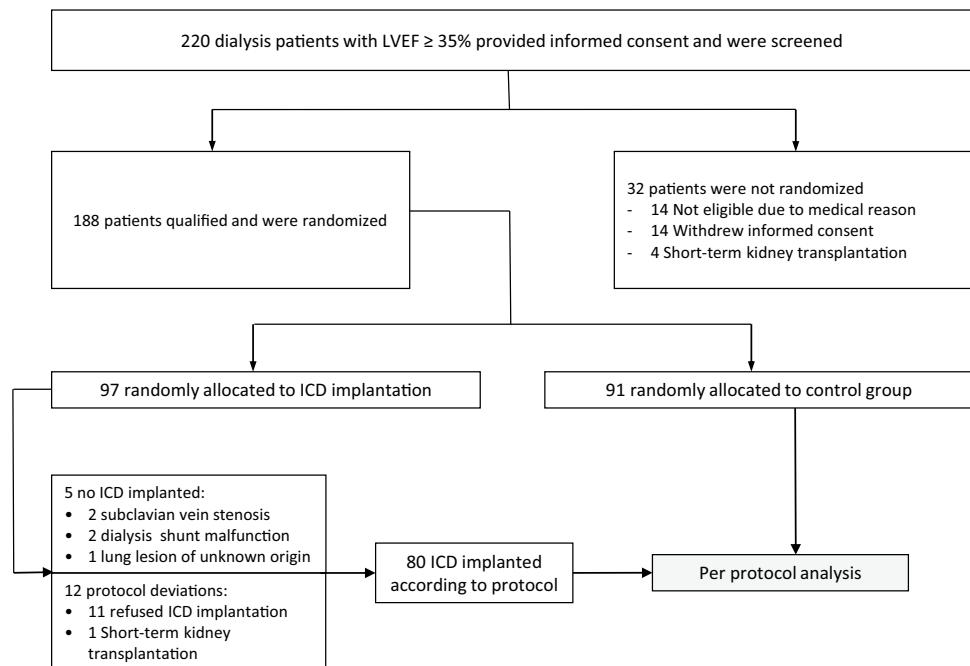 220 dialysis patients with LVEF ≥ 35% provided informed consent and were screened
188 patients qualified and were randomized
32 patients were not randomized
- 14 Not eligible due to medical reason
- 14 Withdrew informed consent
- 4 Short-term kidney transplantation
97 randomly allocated to ICD implantation
91 randomly allocated to control group
5 no ICD implanted:
• 2 subclavian vein stenosis
• 2 dialysis shunt malfunction
• 1 lung lesion of unknown origin
12 protocol deviations:
• 11 refused ICD implantation
• 1 Short-term kidney
transplantation
80 ICD implanted
according to protocol
Per protocol analysis